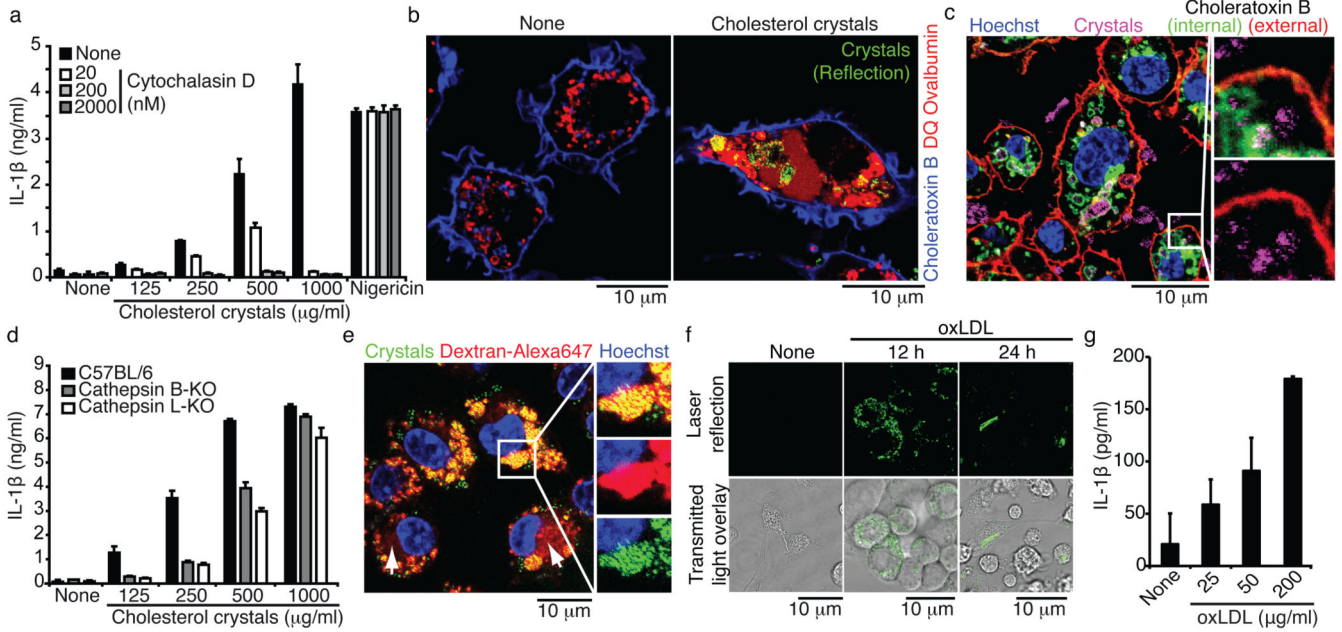 a
IL-1β (ng/ml)
5
4
3
2
1
0
None
20
200
2000
Cytochalasin D
(nM)
None
125
250
500
1000
Nigericin
Cholesterol crystals (μg/ml)
b
None
Cholesterol crystals
Crystals
(Reflection)
Choleratoxin B DQ Ovalbumin
10 μm
10 μm
c
Hoechst
Crystals
Choleratoxin B
(internal) (external)
10 μm
d
IL-1β (ng/ml)
9
8
7
6
5
4
3
2
1
0
C57BL/6
Cathepsin B-KO
Cathepsin L-KO
None
125
250
500
1000
Cholesterol crystals (μg/ml)
e
Crystals Dextran-Alexa647 Hoechst
10 μm
f
oxLDL
None
12 h
24 h
Laser
reflection
Transmitted
light overlay
10 μm
10 μm
10 μm
g
IL-1β (pg/ml)
200
150
100
50
0
None
25
50
200
oxLDL (μg/ml)